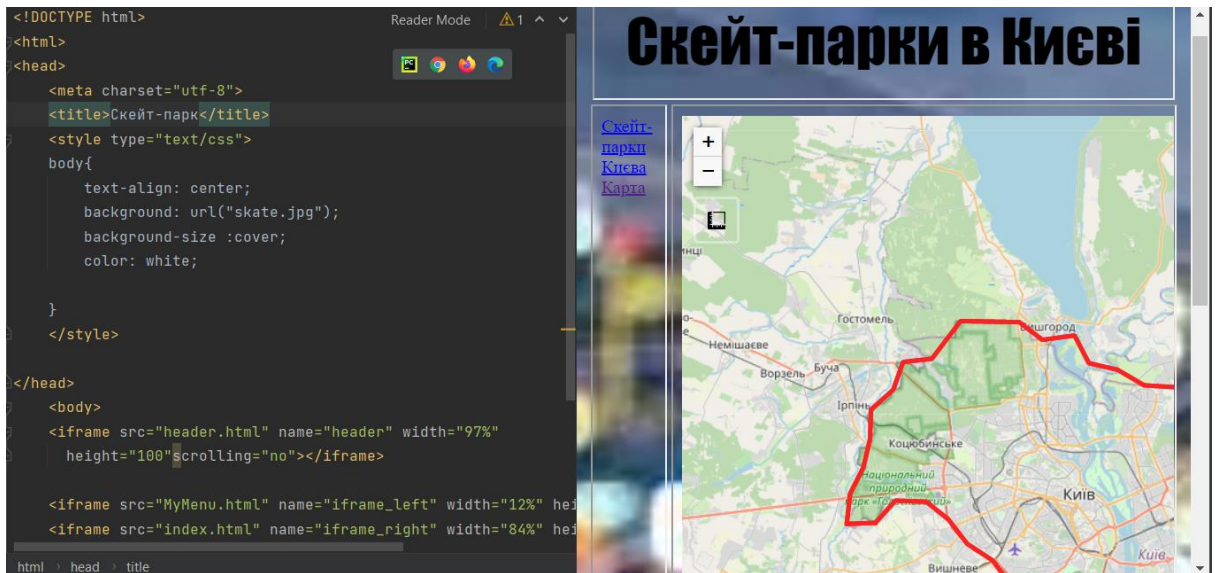 <!DOCTYPE html>
Reader Mode
1
<html>
<head>
<meta charset="utf-8">
<title>Скейт-парк</title>
<style type="text/css">
body{
text-align: center;
background: url("skate.jpg");
background-size :cover;
color: white;
}
</style>
</head>
<body>
<iframe src="header.html" name="header" width="97%"
height="100"scrolling="no"></iframe>
<iframe src="MyMenu.html" name="iframe_left" width="12%" hei
<iframe src="index.html" name="iframe_right" width="84%" hei
html > head > title
Скейт-парки в Києві
Скейт-
парки
Києва
Карта
+
−
Гостомель
Вишгород
Немішаєве
Буча
Ворзель
Ірпінь
Коцюбинське
Національний
природний
Київ
Вишневе
Київ